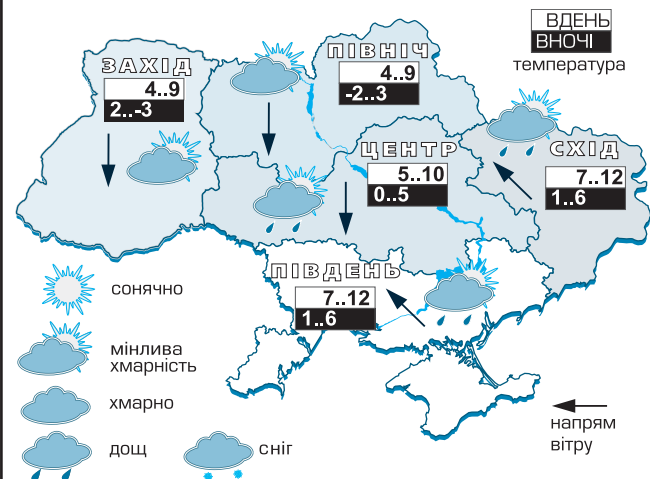 ВДЕНЬ
ВНОЧІ
температура
ЗАХІД
4..9
2..-3
ПІВНІЧ
4..9
-2..3
ЦЕНТР
5..10
0..5
СХІД
7..12
1..6
ПІВДЕНЬ
7..12
1..6
сонячно
мінлива
хмарність
хмарно
дощ
сніг
напрям
вітру